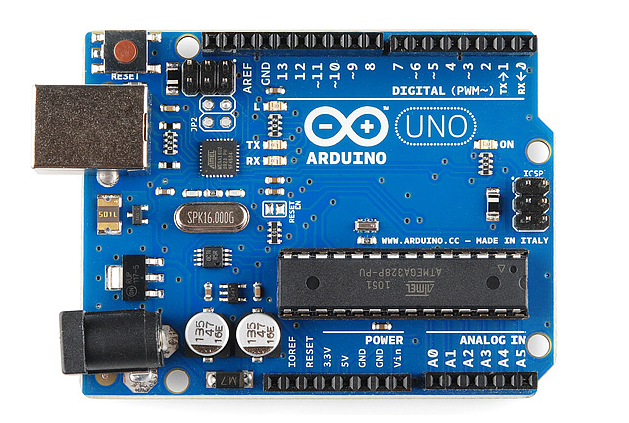 RESET
AREF
GND
13
12
~11
~10
~9
8
7
~6
~5
4
~3
2
TX→1
RX←0
DIGITAL (PWM~)
L
TX
RX
JP2
™
UNO
ARDUINO
ON
ICSP
501J
SPK16.000G
RESET
EN
WWW.ARDUINO.CC – MADE IN ITALY
1051
ATMEL
ATMEGA328P-PU
135
47
16E
135
47
16E
M7
IOREF
RESET
3.3V
5V
GND
GND
Vin
POWER
ANALOG IN
A0
A1
A2
A3
A4
A5